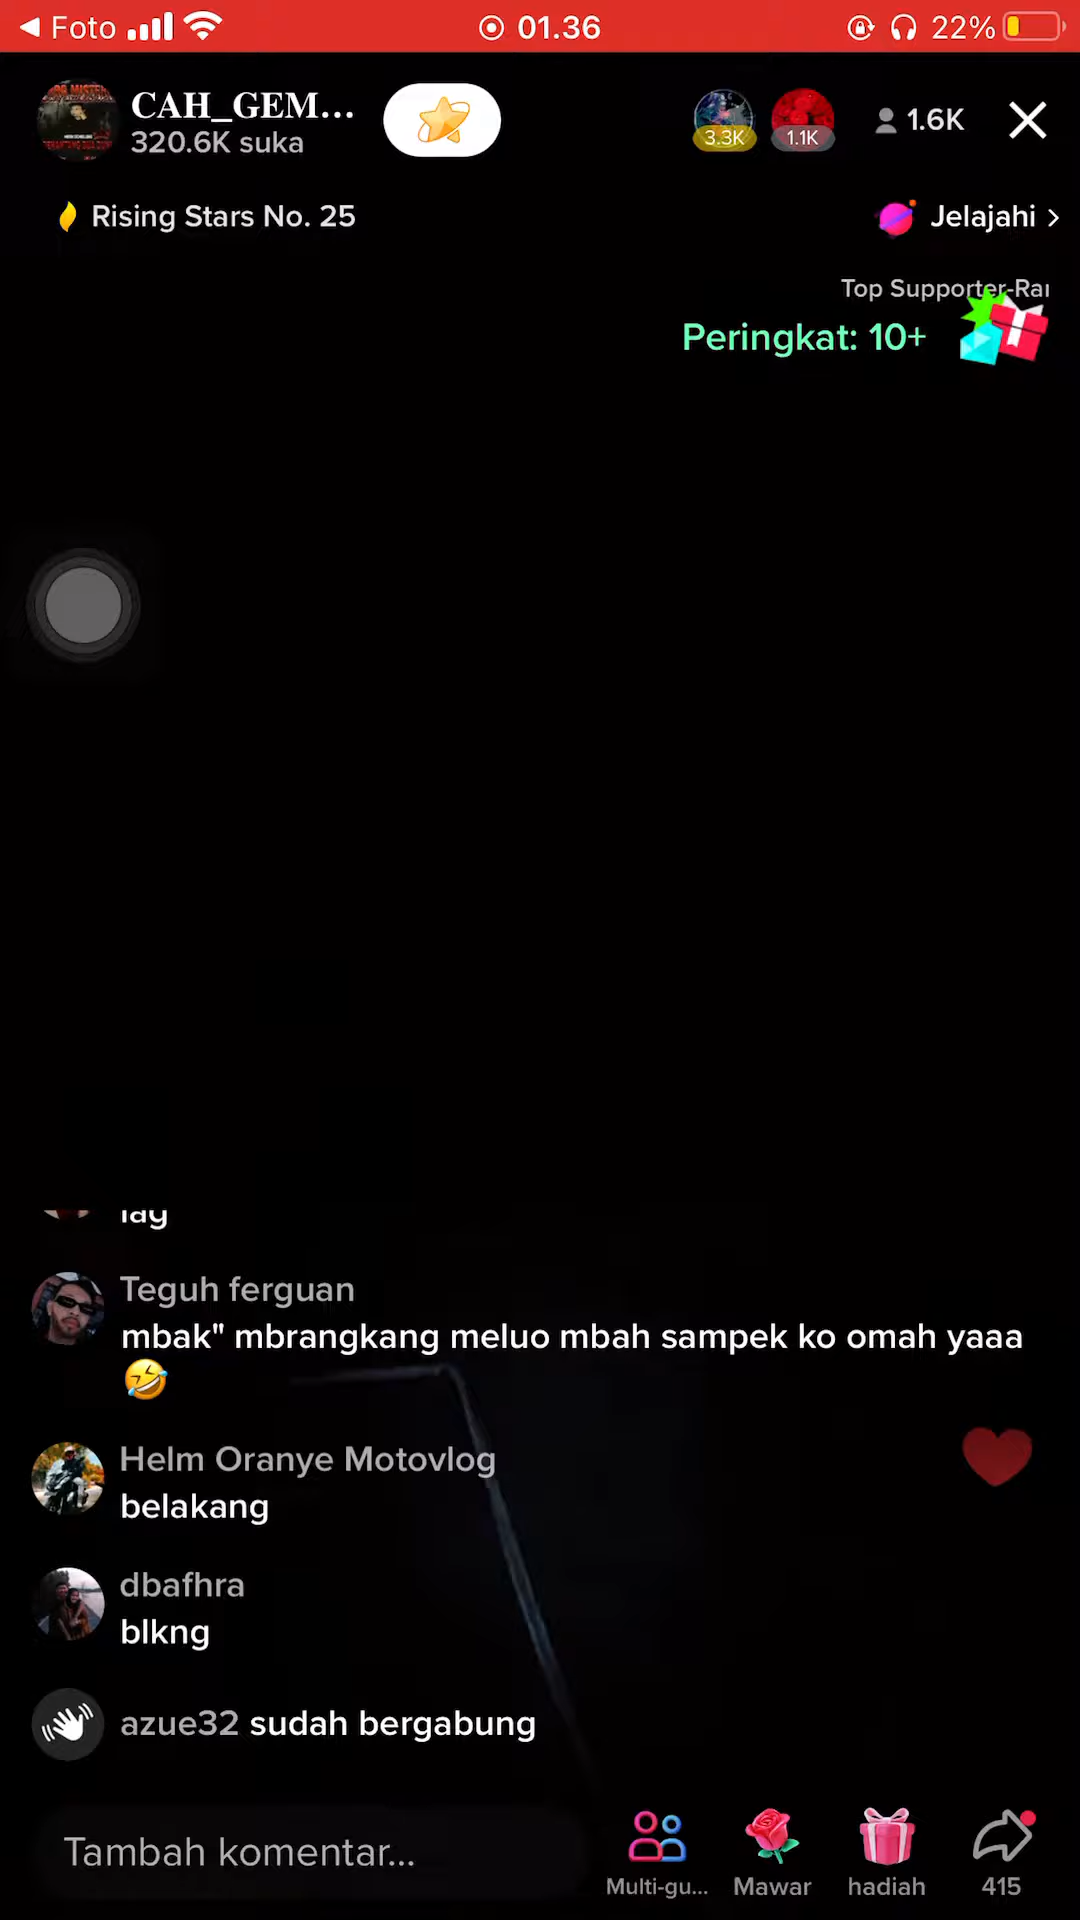 Foto
01.36
22%
CAH_GEM...
320.6K suka
3.3K
1.1K
1.6K
Rising Stars No. 25
Jelajahi
Top Supporter-Ran
Peringkat: 10+
lay
Teguh ferguan
mbak" mbrangkang meluo mbah sampek ko omah yaaa
🤣
Helm Oranye Motovlog
belakang
dbafhra
blkng
azue32 sudah bergabung
Tambah komentar...
Multi-gu...
Mawar
hadiah
415